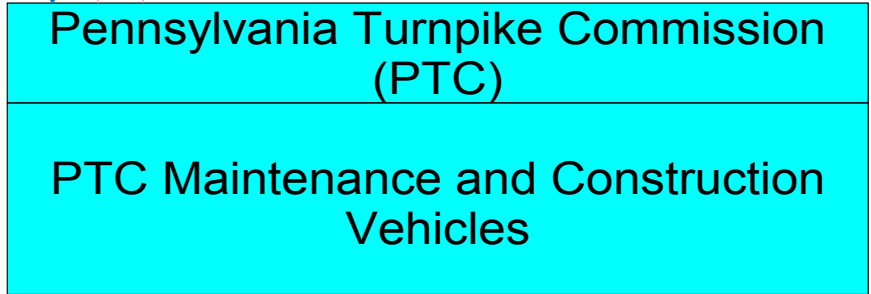 Pennsylvania Turnpike Commission
(PTC)
PTC Maintenance and Construction
Vehicles